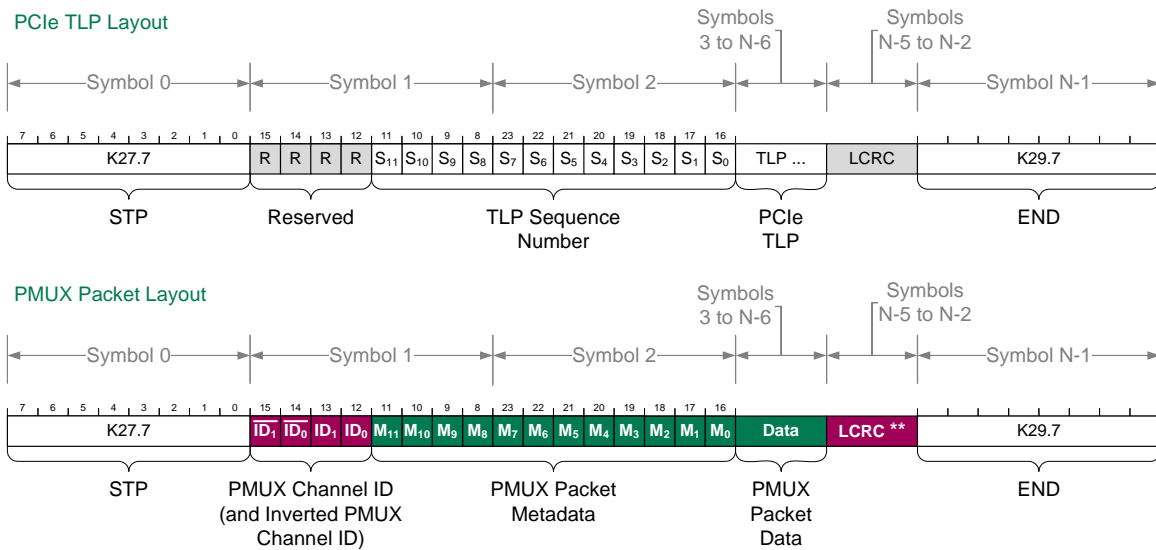 PCIe TLP Layout
Symbols 3 to N-6
Symbols N-5 to N-2
Symbol 0
Symbol 1
Symbol 2
Symbol N-1
7 6 5 4 3 2 1 0 15 14 13 12 11 10 9 8 23 22 21 20 19 18 17 16
K27.7 R R R R S₁₁ S₁₀ S₉ S₈ S₇ S₆ S₅ S₄ S₃ S₂ S₁ S₀ TLP ... LCRC K29.7
STP
Reserved
TLP Sequence Number
PCIe TLP
END
PMUX Packet Layout
Symbols 3 to N-6
Symbols N-5 to N-2
Symbol 0
Symbol 1
Symbol 2
Symbol N-1
7 6 5 4 3 2 1 0 15 14 13 12 11 10 9 8 23 22 21 20 19 18 17 16
K27.7 I̅D̅₁ I̅D̅₀ ID₁ ID₀ M₁₁ M₁₀ M₉ M₈ M₇ M₆ M₅ M₄ M₃ M₂ M₁ M₀ Data LCRC ** K29.7
STP
PMUX Channel ID (and Inverted PMUX Channel ID)
PMUX Packet Metadata
PMUX Packet Data
END